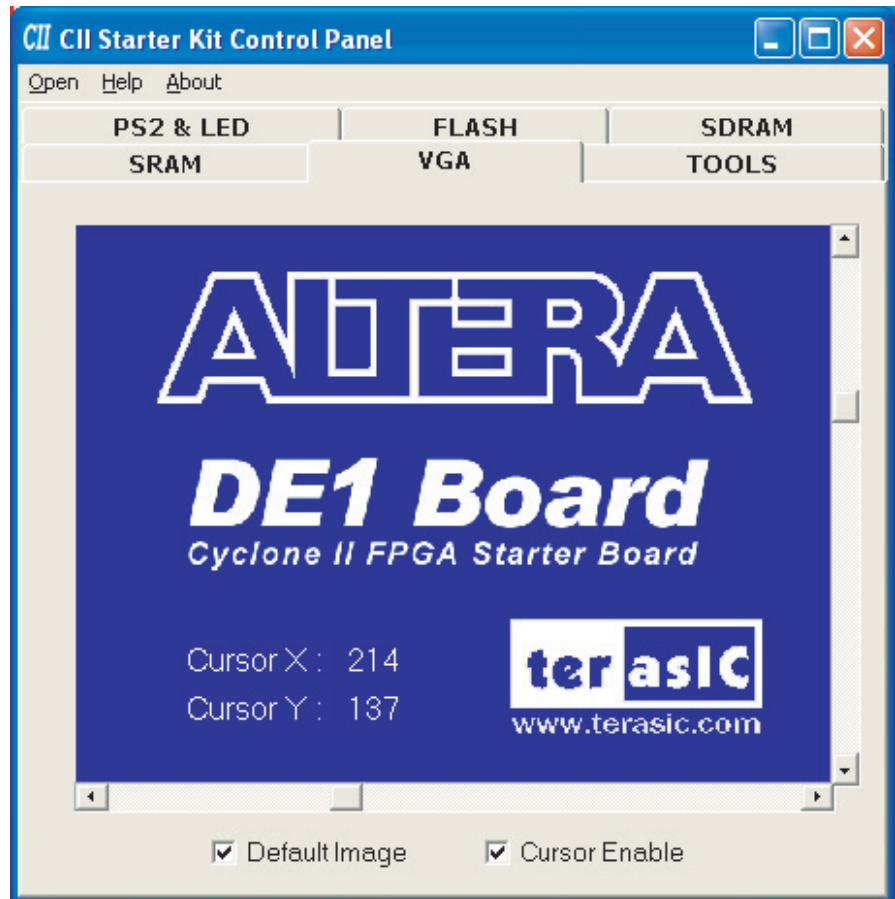 CII CII Starter Kit Control Panel
Open Help About
PS2 & LED FLASH SDRAM
SRAM VGA TOOLS
ALTERA
DE1 Board
Cyclone II FPGA Starter Board
Cursor X : 214
Cursor Y : 137
terasIC
www.terasic.com
Default Image Cursor Enable